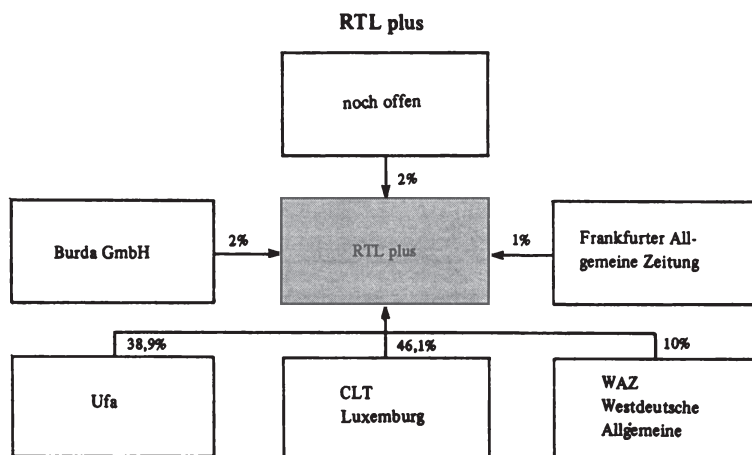 RTL plus
noch offen
2%
Burda GmbH
2%
RTL plus
1%
Frankfurter All-
gemeine Zeitung
38,9%
46,1%
10%
Ufa
CLT
Luxemburg
WAZ
Westdeutsche
Allgemeine